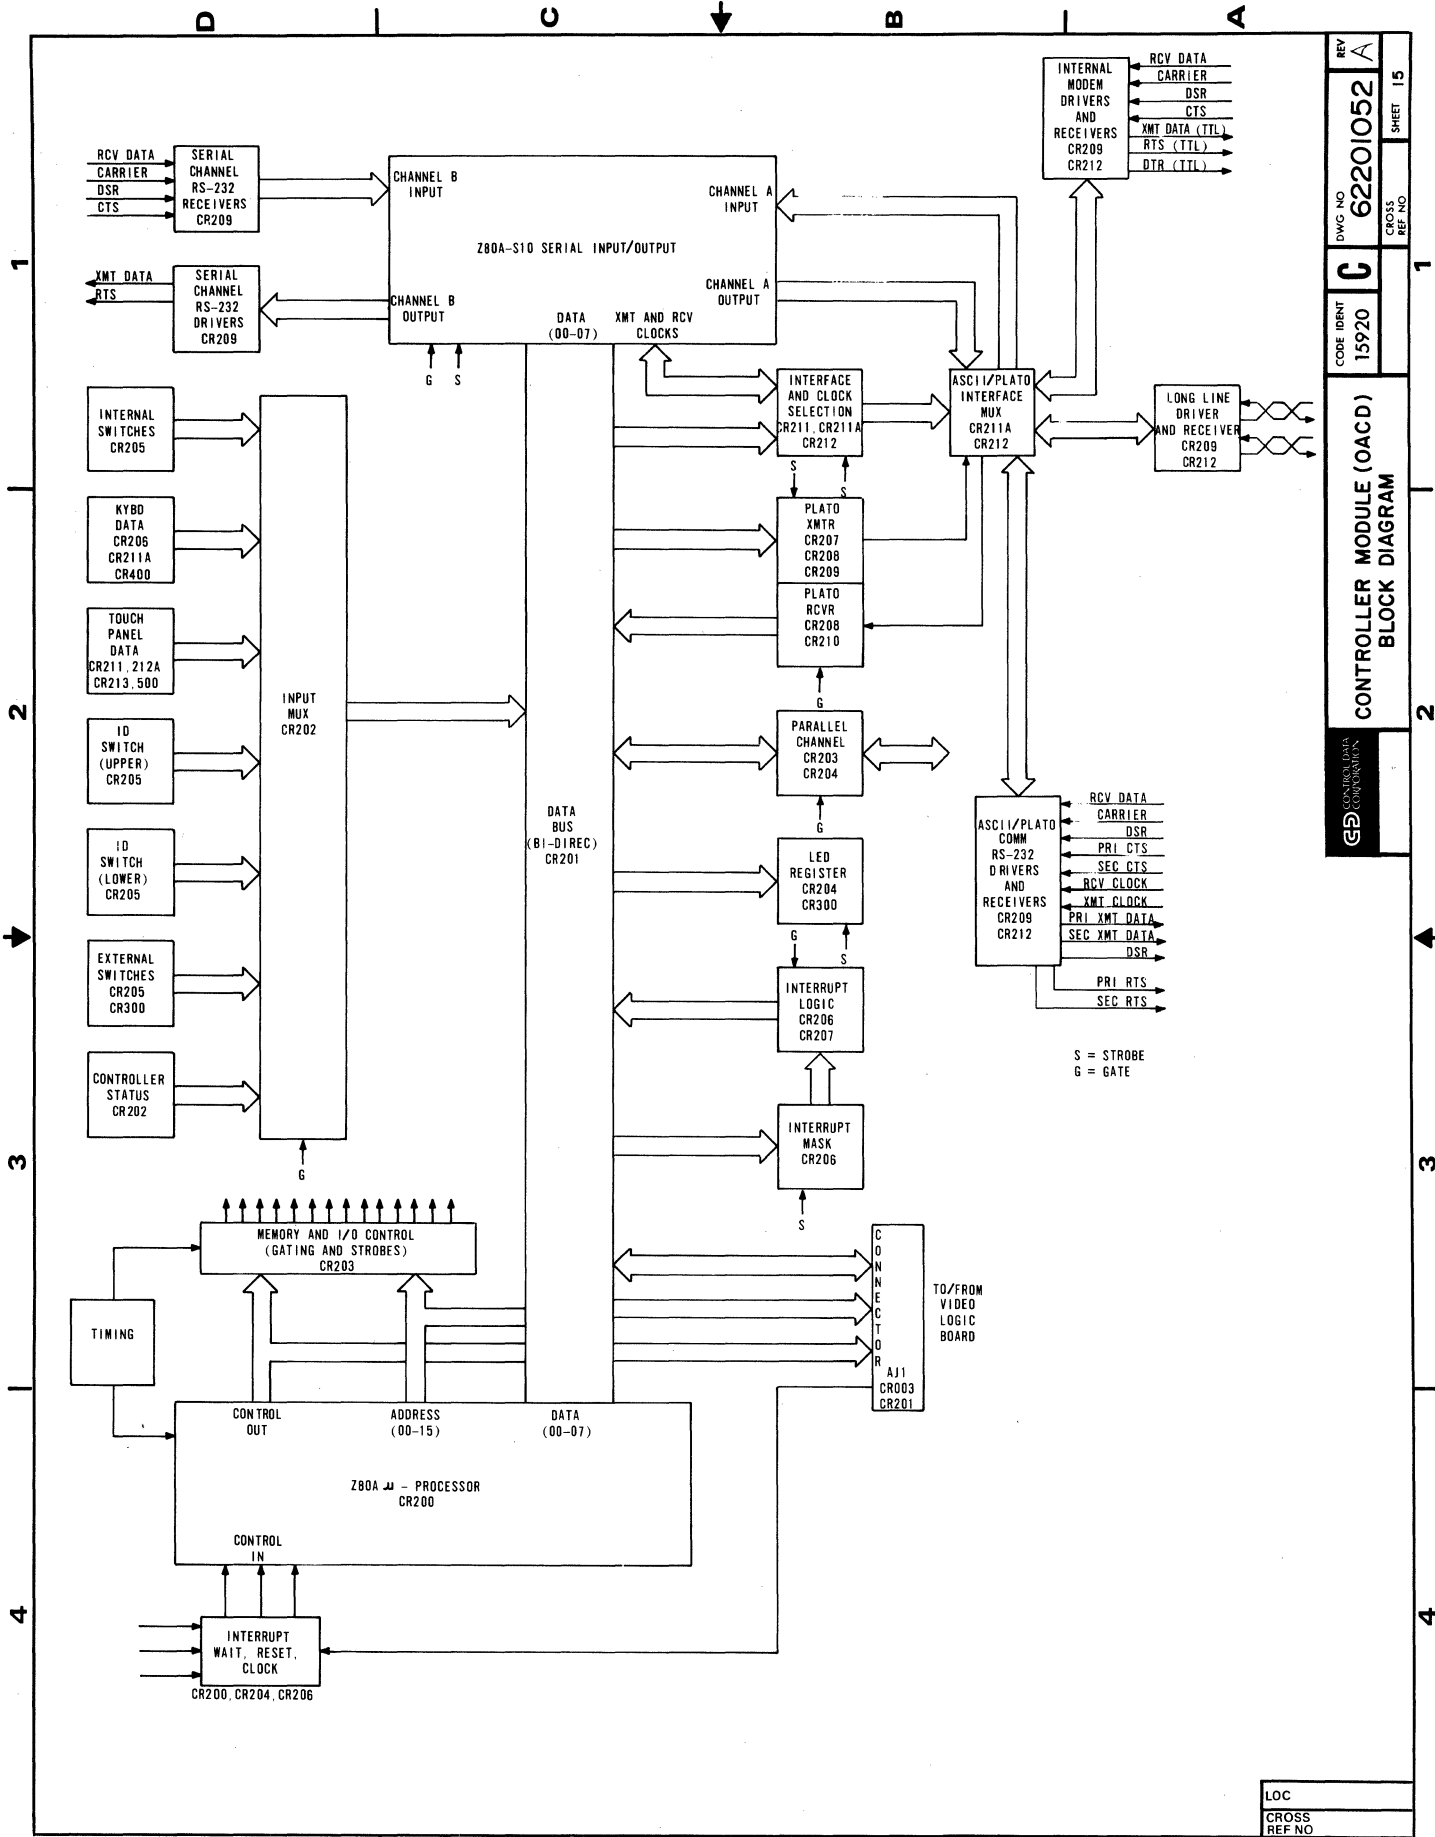 D
C
B
A
1
2
3
4
1
2
3
4
REV
A
DWG NO
62201052
SHEET 15
CROSS
REF NO
C
CODE IDENT
15920
CONTROLLER MODULE (OACD)
BLOCK DIAGRAM
CONTROL DATA
CORPORATION
RCV DATA
CARRIER
DSR
CTS
SERIAL
CHANNEL
RS-232
RECEIVERS
CR209
XMT DATA
RTS
SERIAL
CHANNEL
RS-232
DRIVERS
CR209
CHANNEL B
INPUT
CHANNEL A
INPUT
Z80A-S10 SERIAL INPUT/OUTPUT
CHANNEL B
OUTPUT
CHANNEL A
OUTPUT
DATA
(00-07)
XMT AND RCV
CLOCKS
G
S
INTERNAL
MODEM
DRIVERS
AND
RECEIVERS
CR209
CR212
RCV DATA
CARRIER
DSR
CTS
XMT DATA (TTL)
RTS (TTL)
DTR (TTL)
INTERNAL
SWITCHES
CR205
KYBD
DATA
CR206
CR211A
CR400
TOUCH
PANEL
DATA
CR211, 212A
CR213, 500
ID
SWITCH
(UPPER)
CR205
ID
SWITCH
(LOWER)
CR205
EXTERNAL
SWITCHES
CR205
CR300
CONTROLLER
STATUS
CR202
INPUT
MUX
CR202
G
DATA
BUS
(BI-DIREC)
CR201
INTERFACE
AND CLOCK
SELECTION
CR211, CR211A
CR212
S
S
ASCII/PLATO
INTERFACE
MUX
CR211A
CR212
LONG LINE
DRIVER
AND RECEIVER
CR209
CR212
PLATO
XMTR
CR207
CR208
CR209
PLATO
RCVR
CR208
CR210
G
PARALLEL
CHANNEL
CR203
CR204
G
LED
REGISTER
CR204
CR300
G
S
INTERRUPT
LOGIC
CR206
CR207
INTERRUPT
MASK
CR206
S
ASCII/PLATO
COMM
RS-232
DRIVERS
AND
RECEIVERS
CR209
CR212
RCV DATA
CARRIER
DSR
PRI CTS
SEC CTS
RCV CLOCK
XMT CLOCK
PRI XMT DATA
SEC XMT DATA
DSR
PRI RTS
SEC RTS
S = STROBE
G = GATE
MEMORY AND I/O CONTROL
(GATING AND STROBES)
CR203
TIMING
CONNECTOR
AJ1
CR003
CR201
TO/FROM
VIDEO
LOGIC
BOARD
CONTROL
OUT
ADDRESS
(00-15)
DATA
(00-07)
Z80A μ - PROCESSOR
CR200
CONTROL
IN
INTERRUPT
WAIT, RESET,
CLOCK
CR200, CR204, CR206
LOC
CROSS
REF NO